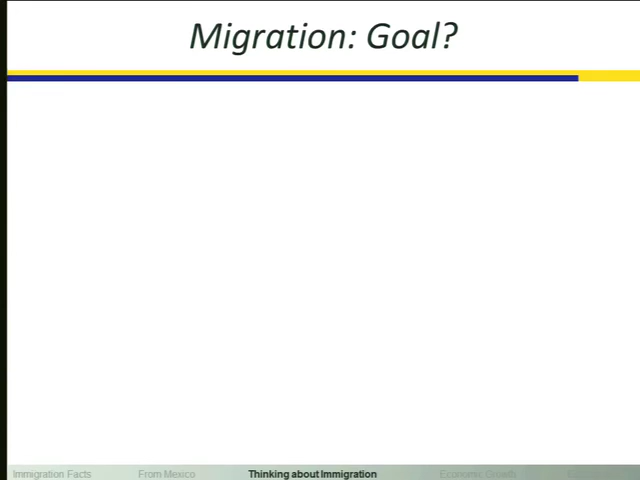 Migration: Goal?
Immigration Facts
From Mexico
Thinking about Immigration
Economic Growth